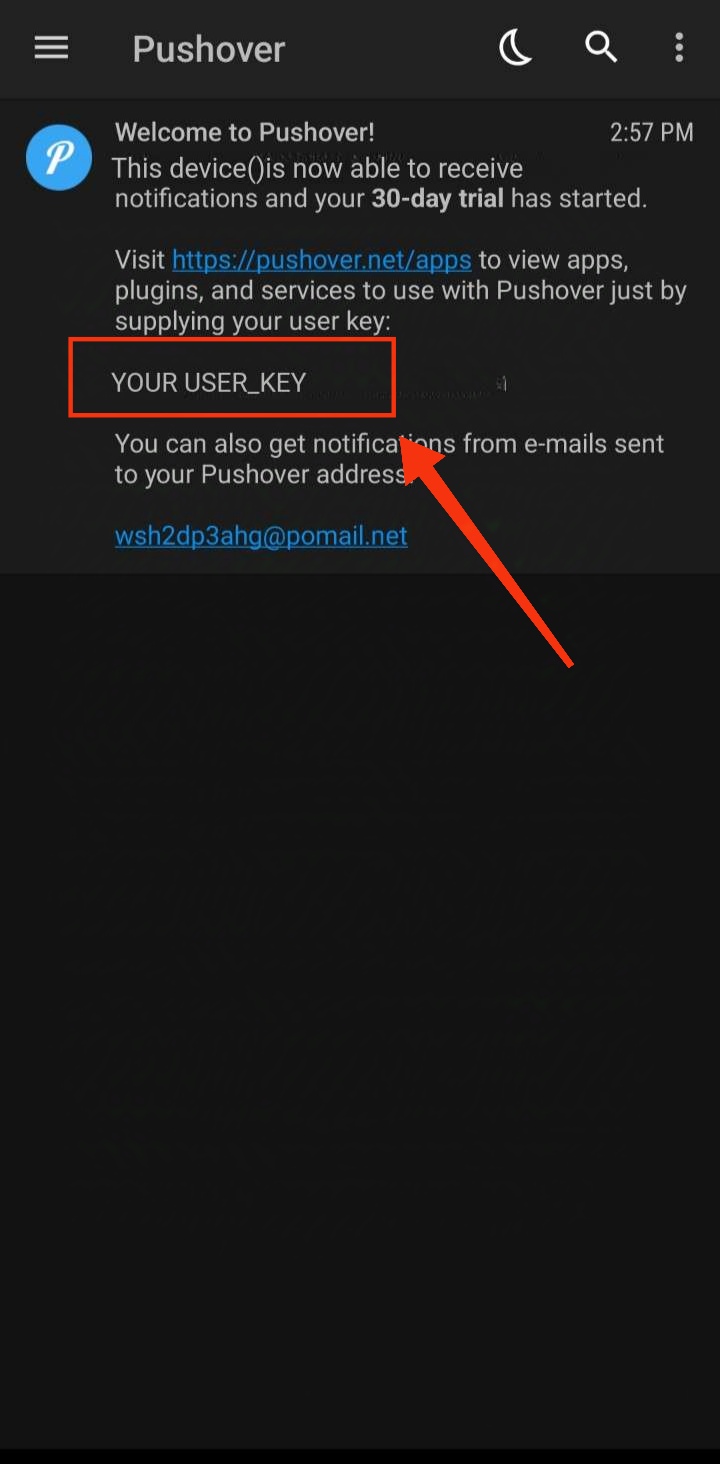 Pushover
Welcome to Pushover! 2:57 PM
This device()is now able to receive
notifications and your 30-day trial has started.
Visit https://pushover.net/apps to view apps,
plugins, and services to use with Pushover just by
supplying your user key:
YOUR USER_KEY
You can also get notifications from e-mails sent
to your Pushover address:
wsh2dp3ahg@pomail.net